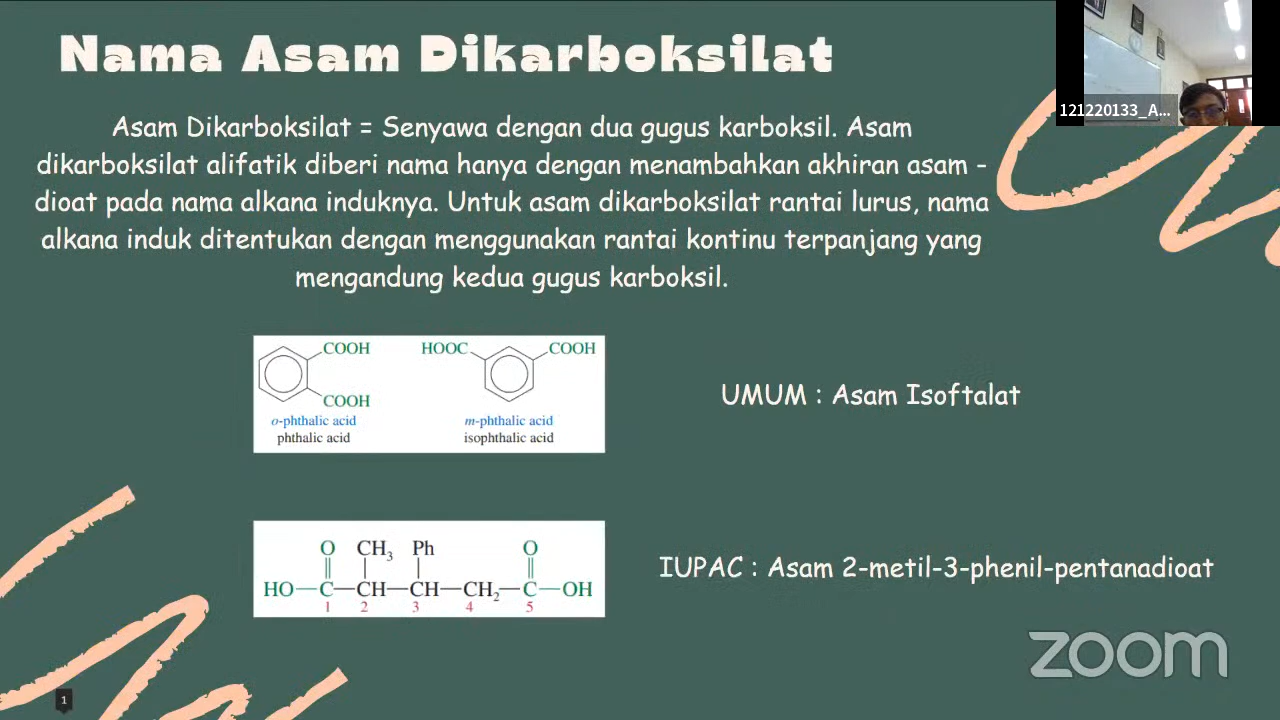 Nama Asam Dikarboksilat
121220133_A...
Asam Dikarboksilat = Senyawa dengan dua gugus karboksil. Asam
dikarboksilat alifatik diberi nama hanya dengan menambahkan akhiran asam -
dioat pada nama alkana induknya. Untuk asam dikarboksilat rantai lurus, nama
alkana induk ditentukan dengan menggunakan rantai kontinu terpanjang yang
mengandung kedua gugus karboksil.
COOH
COOH
o-phthalic acid
phthalic acid
HOOC
COOH
m-phthalic acid
isophthalic acid
UMUM : Asam Isoftalat
O CH₃ Ph O
HO—C—CH—CH—CH₂—C—OH
1 2 3 4 5
IUPAC : Asam 2-metil-3-phenil-pentanadioat
zoom
1